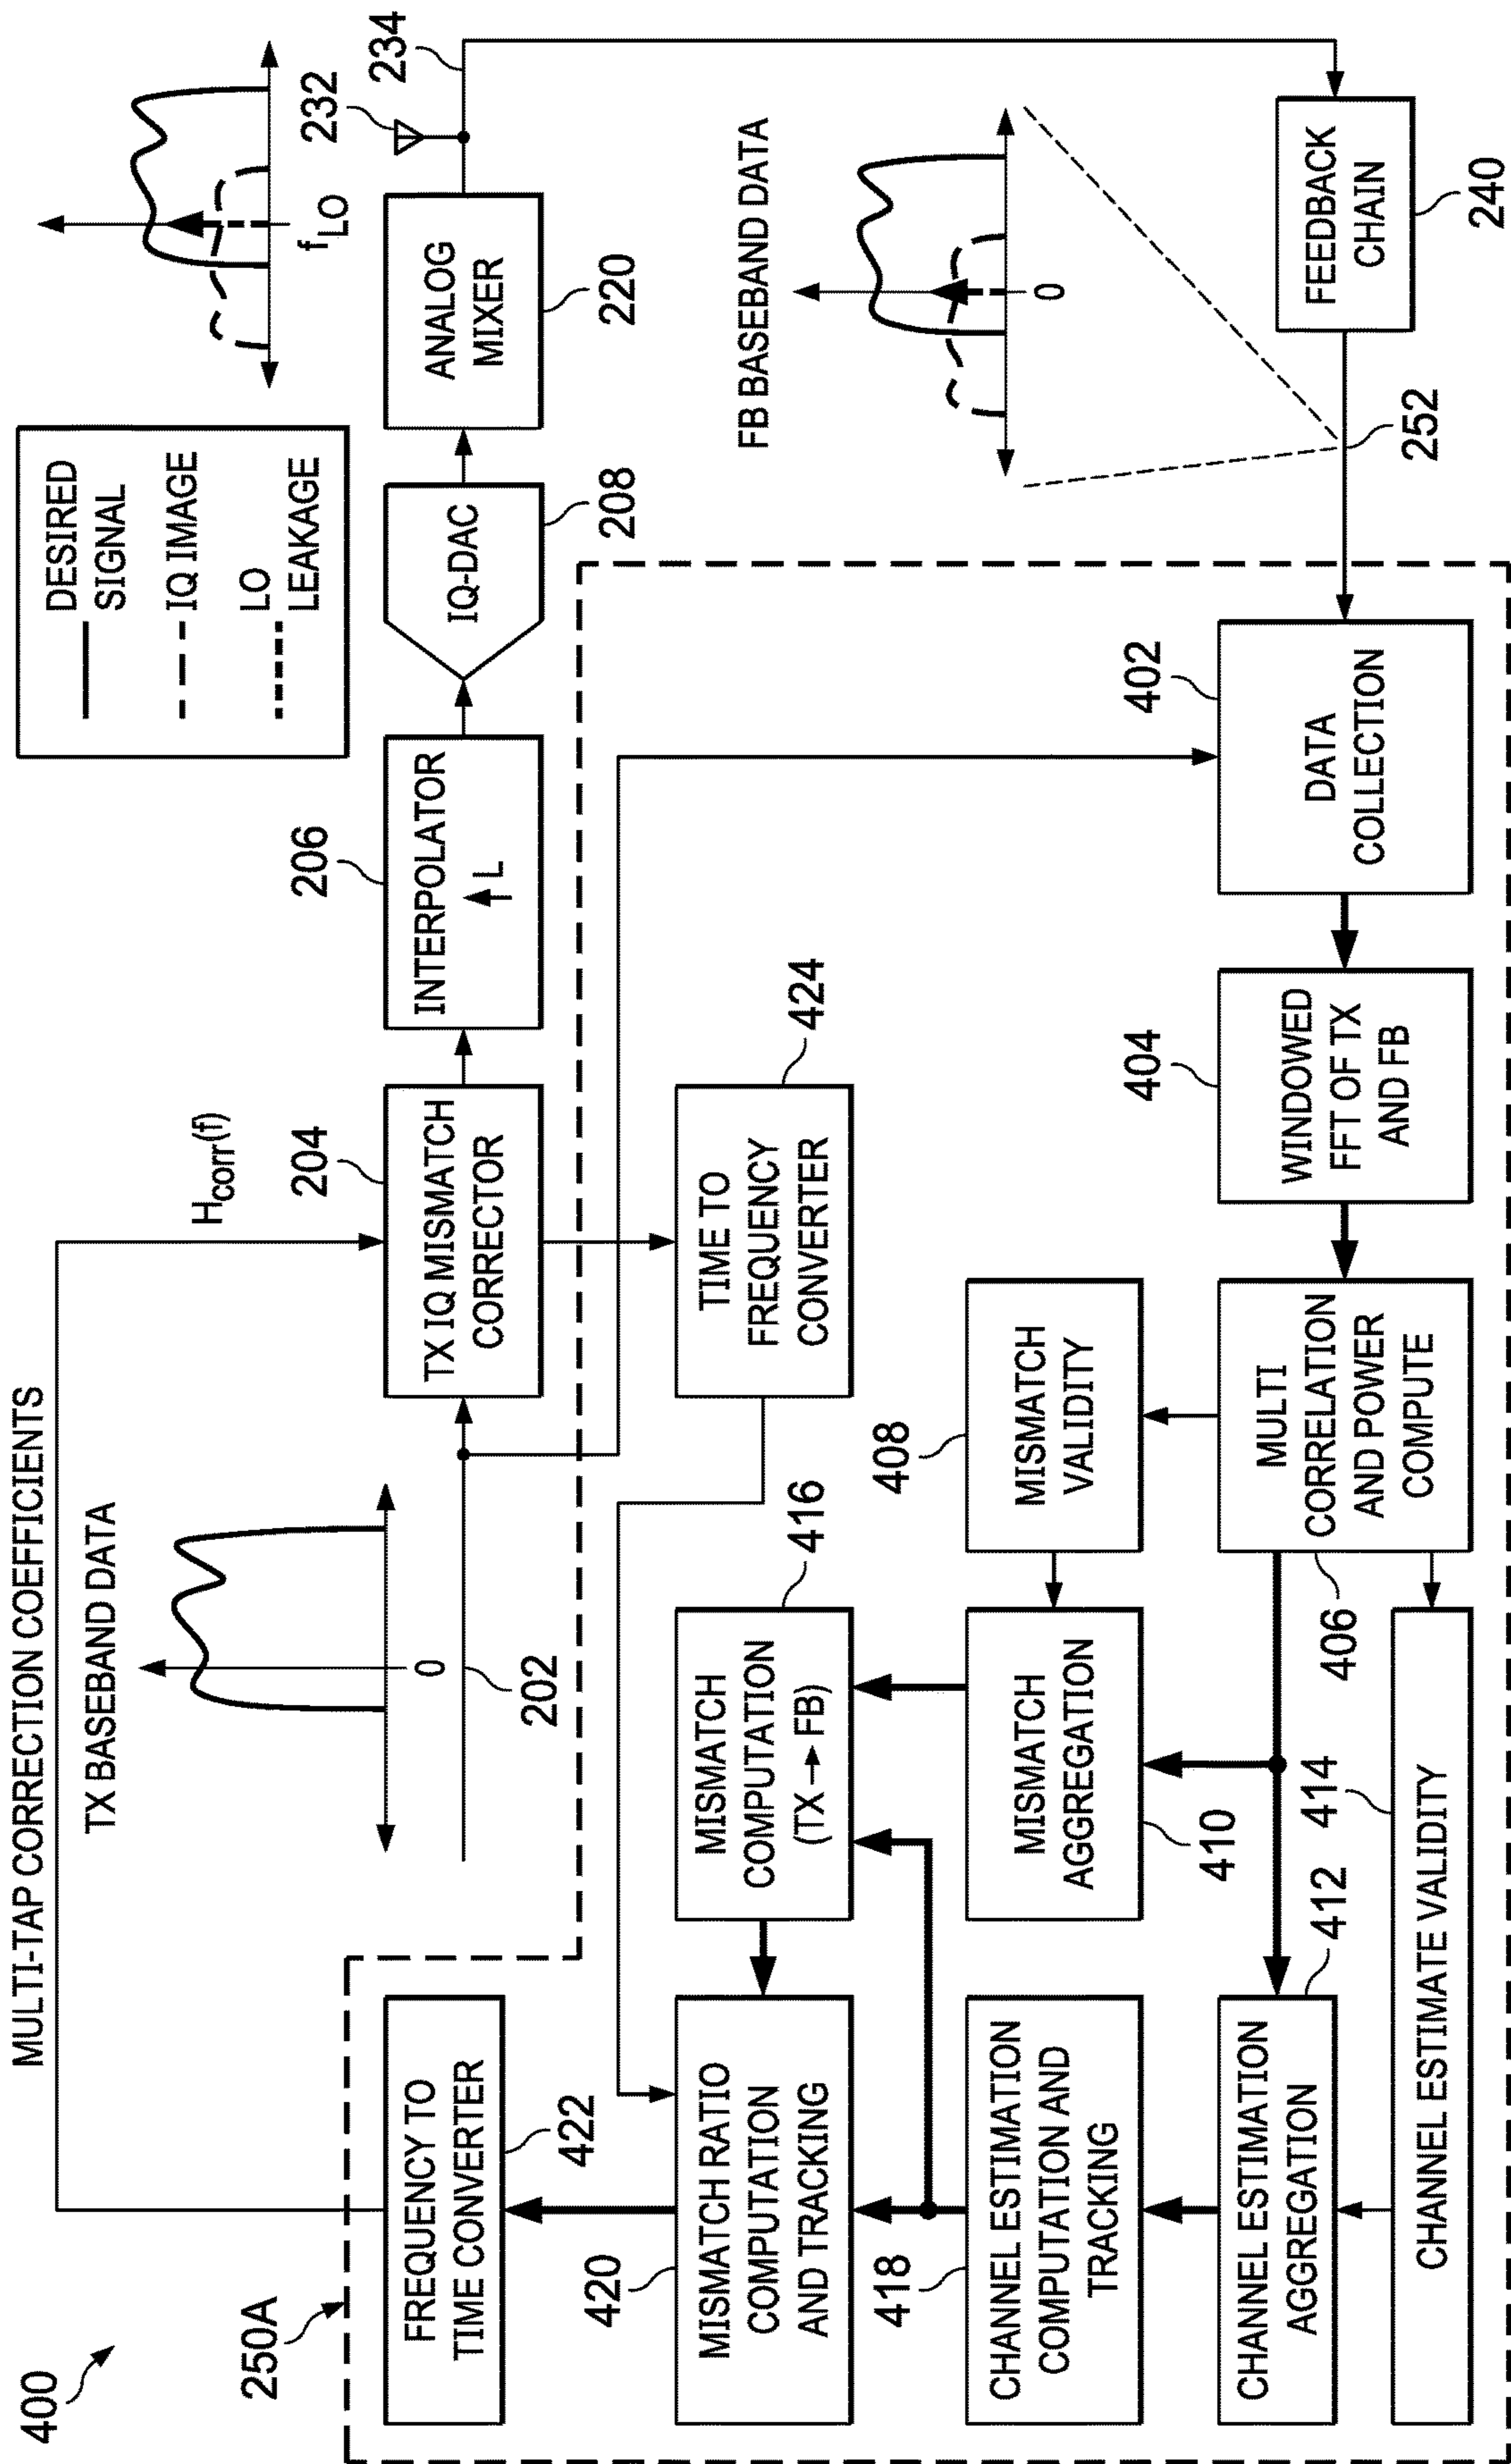 400
MULTI-TAP CORRECTION COEFFICIENTS
TX BASEBAND DATA
0
202
H_corr(f)
204
TX IQ MISMATCH
CORRECTOR
206
INTERPOLATOR
L
IQ-DAC
208
DESIRED
SIGNAL
IQ IMAGE
LO
LEAKAGE
ANALOG
MIXER
220
f_LO
232
234
250A
FREQUENCY TO
TIME CONVERTER
422
420
MISMATCH RATIO
COMPUTATION
AND TRACKING
MISMATCH
COMPUTATION
(TX → FB)
416
TIME TO
FREQUENCY
CONVERTER
424
FB BASEBAND DATA
0
418
CHANNEL ESTIMATION
COMPUTATION AND
TRACKING
MISMATCH
AGGREGATION
410
408
MISMATCH
VALIDITY
412
CHANNEL ESTIMATION
AGGREGATION
414
CHANNEL ESTIMATE VALIDITY
406
MULTI
CORRELATION
AND POWER
COMPUTE
404
WINDOWED
FFT OF TX
AND FB
402
DATA
COLLECTION
252
FEEDBACK
CHAIN
240